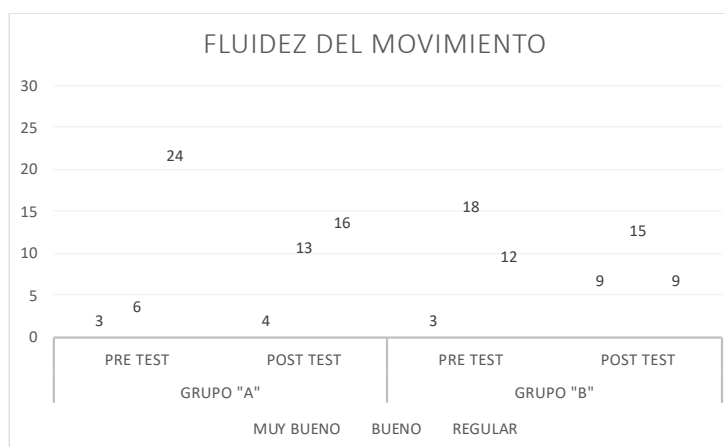 FLUIDEZ DEL MOVIMIENTO
30
25
20
15
10
5
0
3
6
24
4
13
16
3
18
12
9
15
9
PRE TEST
POST TEST
PRE TEST
POST TEST
GRUPO "A"
GRUPO "B"
MUY BUENO BUENO REGULAR